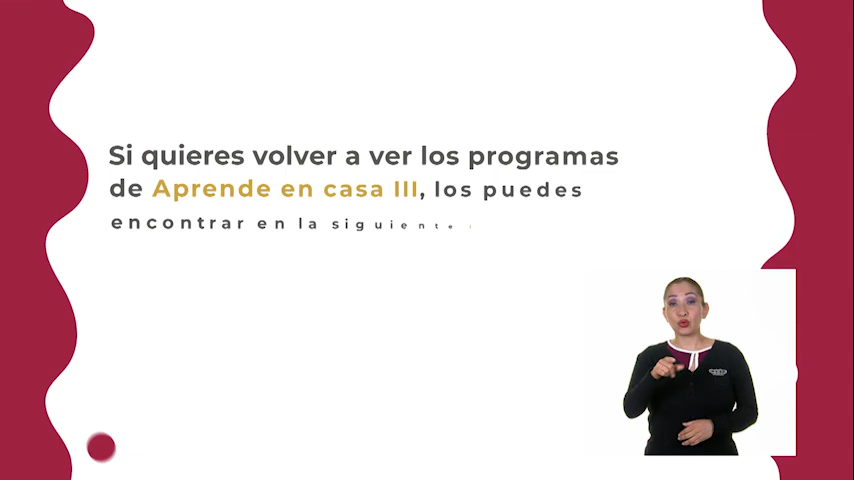 Si quieres volver a ver los programas
de Aprende en casa III, los puedes
encontrar en la siguiente